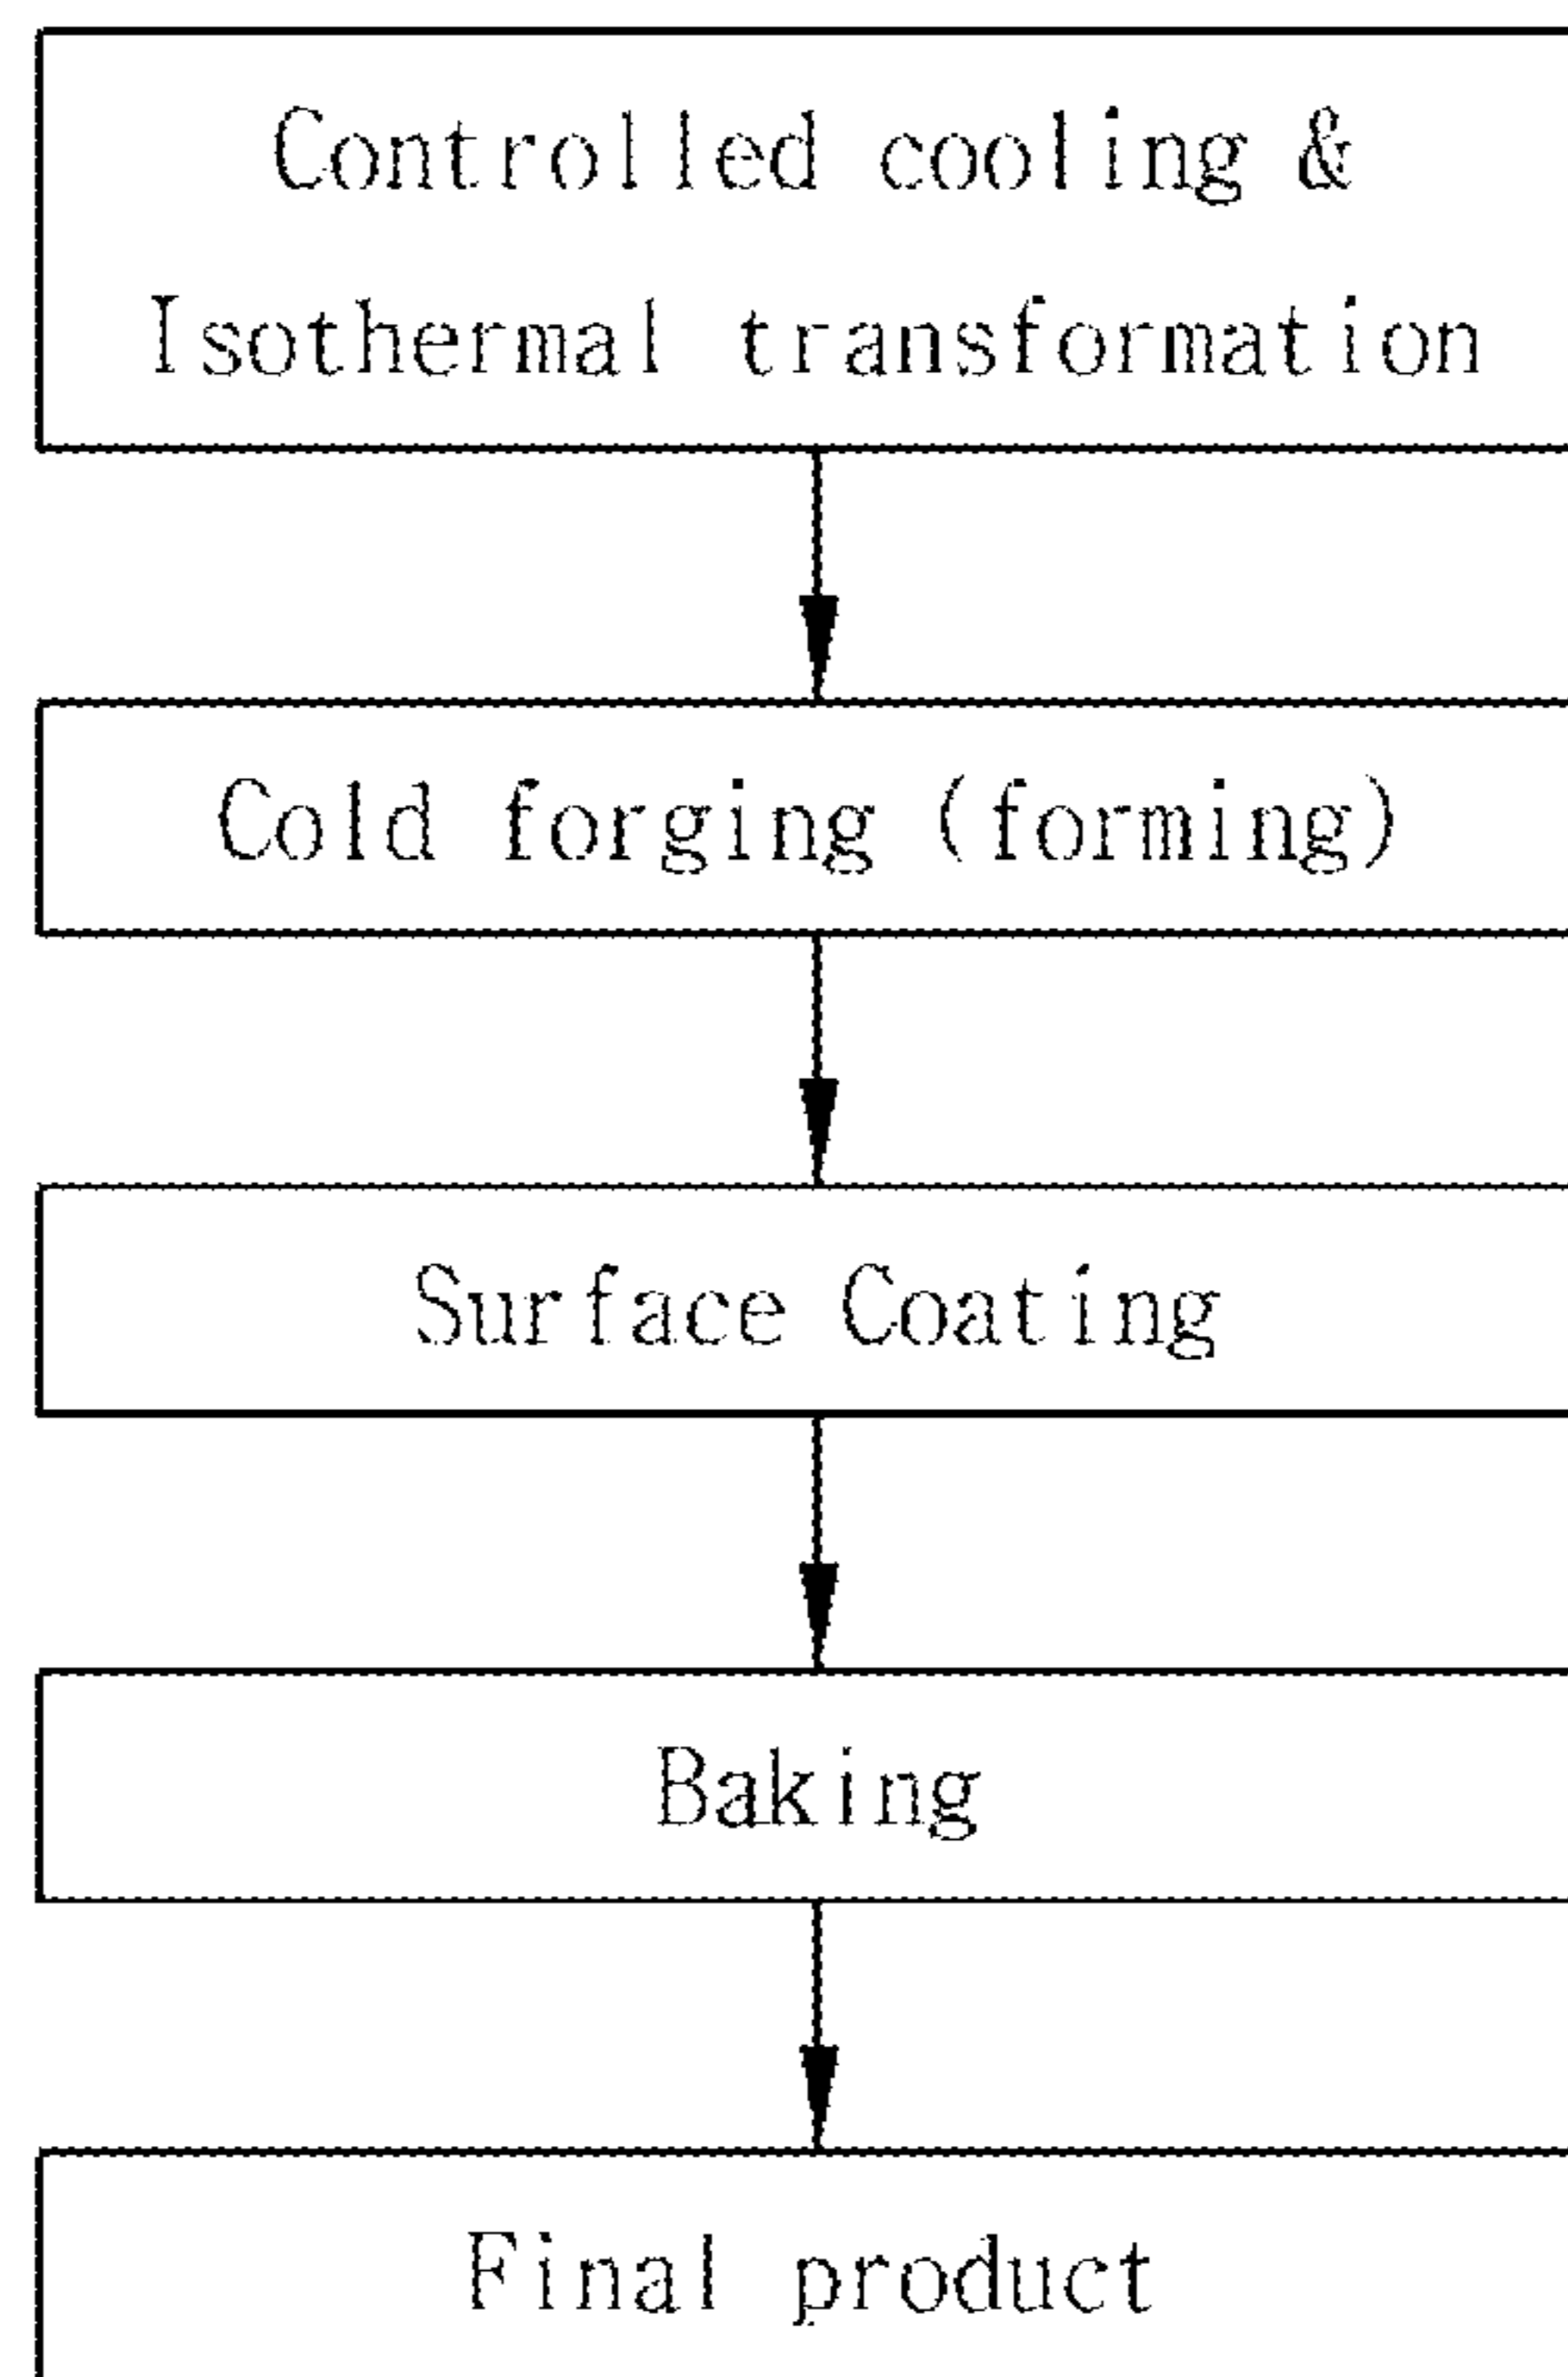 Controlled cooling &
Isothermal transformation
Cold forging (forming)
Surface Coating
Baking
Final product